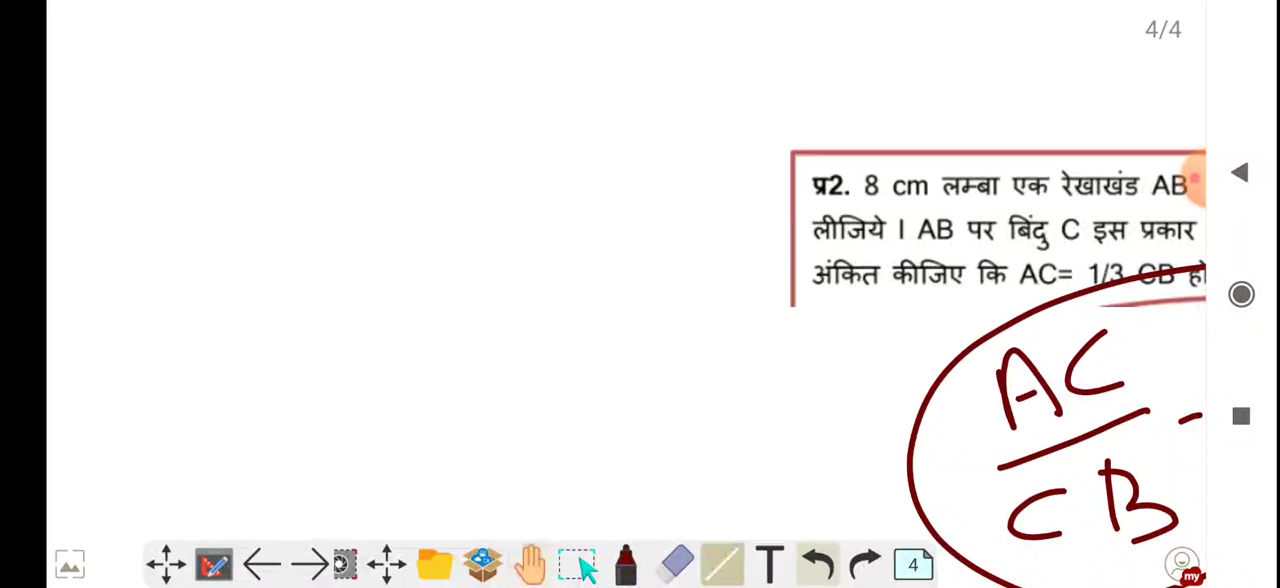 4/4
प्र2. 8 cm लम्बा एक रेखाखंड AB
लीजिये I AB पर बिंदु C इस प्रकार
अंकित कीजिए कि AC= 1/3 CB हो
AC
CB
T
4
my